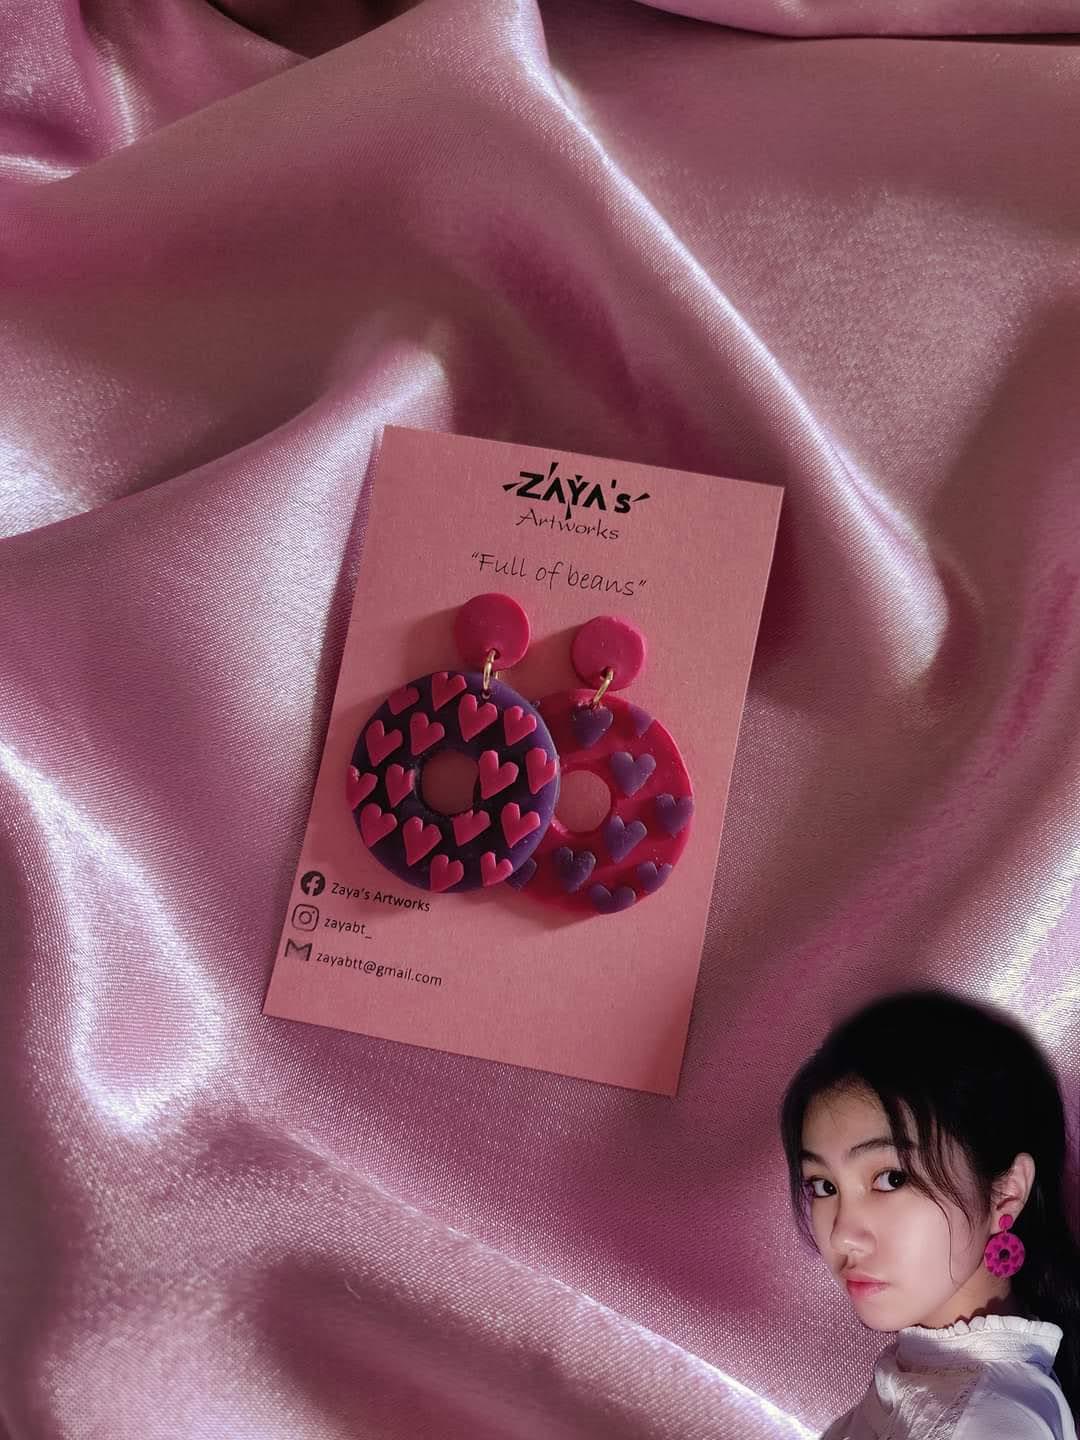 ZAYA's
Artworks
"Full of beans"
Zaya's Artworks
zayabt_
zayabtt@gmail.com